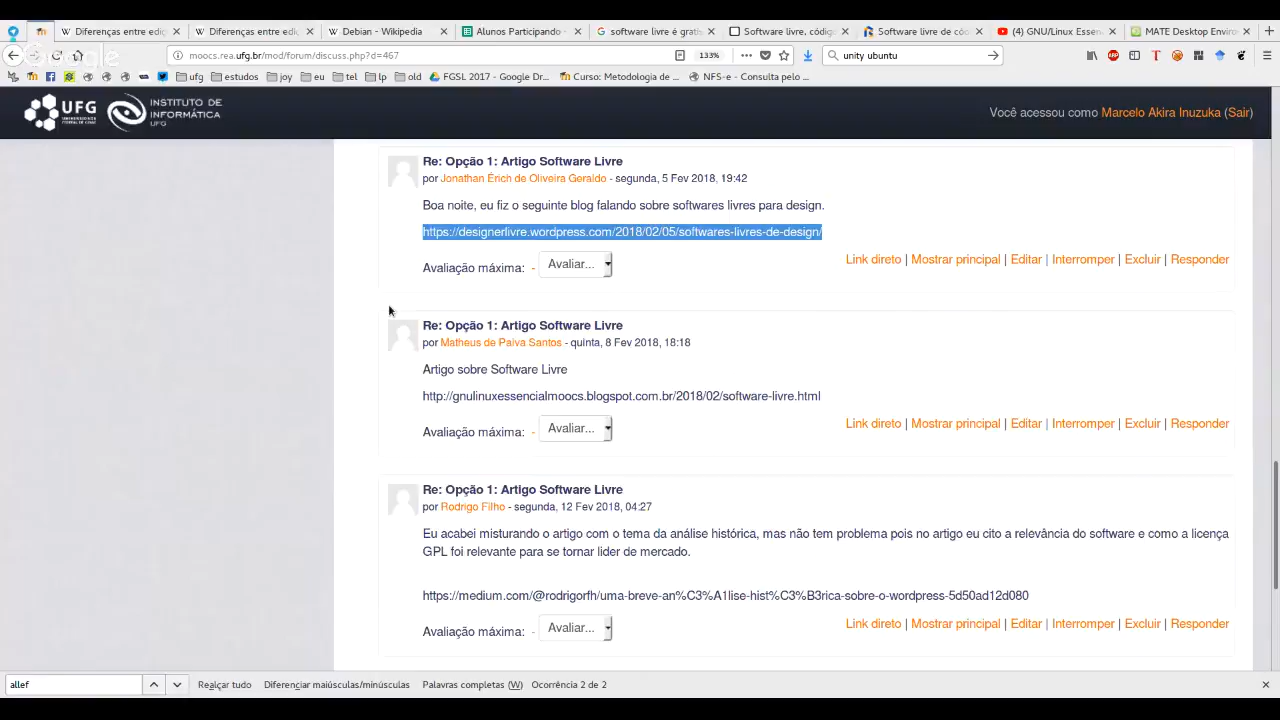 Diferenças entre ediç
Diferenças entre ediç
Debian - Wikipedia
Alunos Participando -
software livre é grath
Software livre, código
Software livre de cód
(4) GNU/Linux Essen
MATE Desktop Enviro
Google
moocs.rea.ufg.br/mod/forum/discuss.php?d=467
133%
unity ubuntu
ufg
estudos
joy
eu
tel
lp
old
FGSL 2017 - Google Dr...
Curso: Metodologia de ...
NFS-e - Consulta pelo ...
UFG
INSTITUTO DE
INFORMÁTICA
UFG
Você acessou como Marcelo Akira Inuzuka (Sair)
Re: Opção 1: Artigo Software Livre
por Jonathan Érich de Oliveira Geraldo - segunda, 5 Fev 2018, 19:42
Boa noite, eu fiz o seguinte blog falando sobre softwares livres para design.
https://designerlivre.wordpress.com/2018/02/05/softwares-livres-de-design/
Avaliação máxima: - Avaliar...
Link direto | Mostrar principal | Editar | Interromper | Excluir | Responder
Re: Opção 1: Artigo Software Livre
por Matheus de Paiva Santos - quinta, 8 Fev 2018, 18:18
Artigo sobre Software Livre
http://gnulinuxessencialmoocs.blogspot.com.br/2018/02/software-livre.html
Avaliação máxima: - Avaliar...
Link direto | Mostrar principal | Editar | Interromper | Excluir | Responder
Re: Opção 1: Artigo Software Livre
por Rodrigo Filho - segunda, 12 Fev 2018, 04:27
Eu acabei misturando o artigo com o tema da análise histórica, mas não tem problema pois no artigo eu cito a relevância do software e como a licença
GPL foi relevante para se tornar lider de mercado.
https://medium.com/@rodrigorfh/uma-breve-an%C3%A1lise-hist%C3%B3rica-sobre-o-wordpress-5d50ad12d080
Avaliação máxima: - Avaliar...
Link direto | Mostrar principal | Editar | Interromper | Excluir | Responder
allef
Realçar tudo
Diferenciar maiúsculas/minúsculas
Palavras completas (W)
Ocorrência 2 de 2